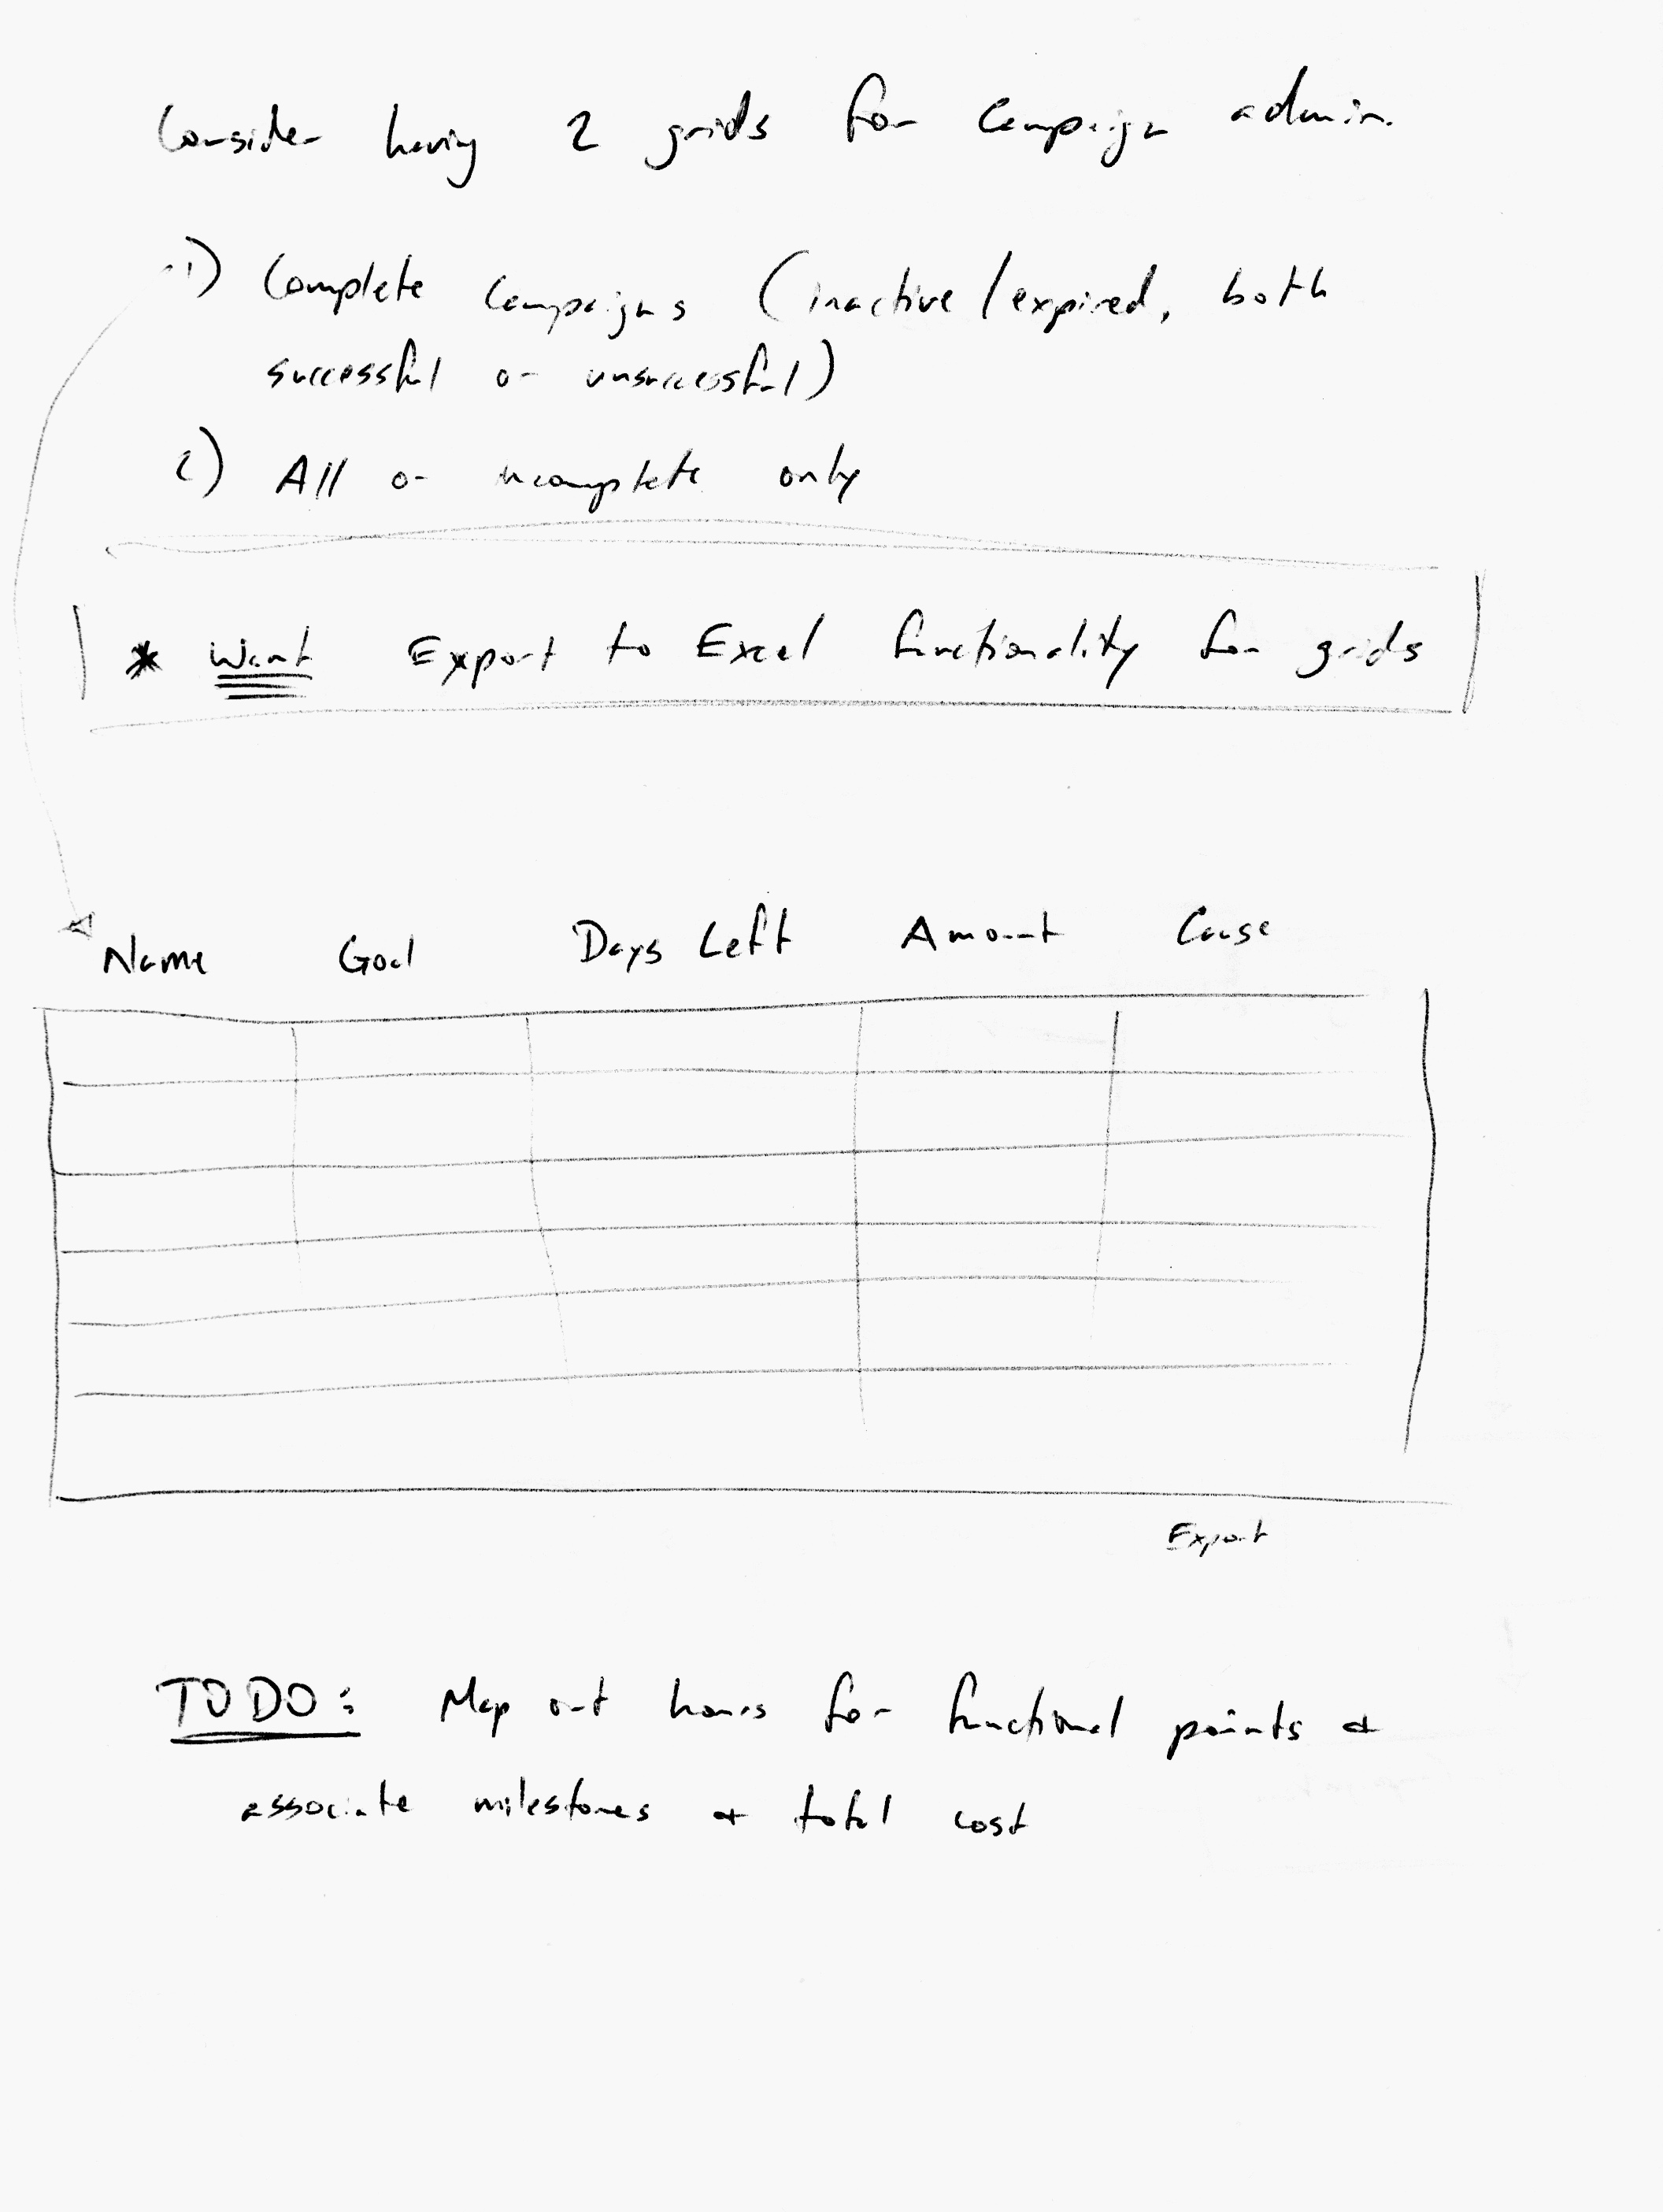 Consider having 2 grids for Campaign admin.
1) Complete Campaigns (inactive/expired, both
successful or unsuccessful)
2) All or incomplete only
* Want Export to Excel functionality for grids
Name Goal Days Left Amount Cause
Export
TODO: Map out hours for functional points &
associate milestones & total cost